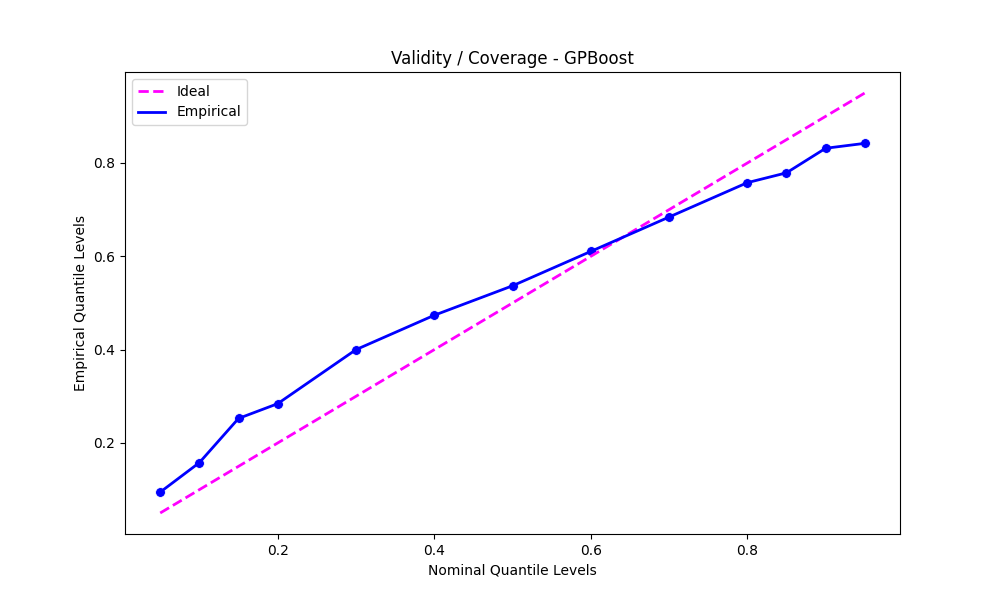 Validity / Coverage - GPBoost
Ideal
Empirical
Empirical Quantile Levels
0.8
0.6
0.4
0.2
0.2
0.4
0.6
0.8
Nominal Quantile Levels